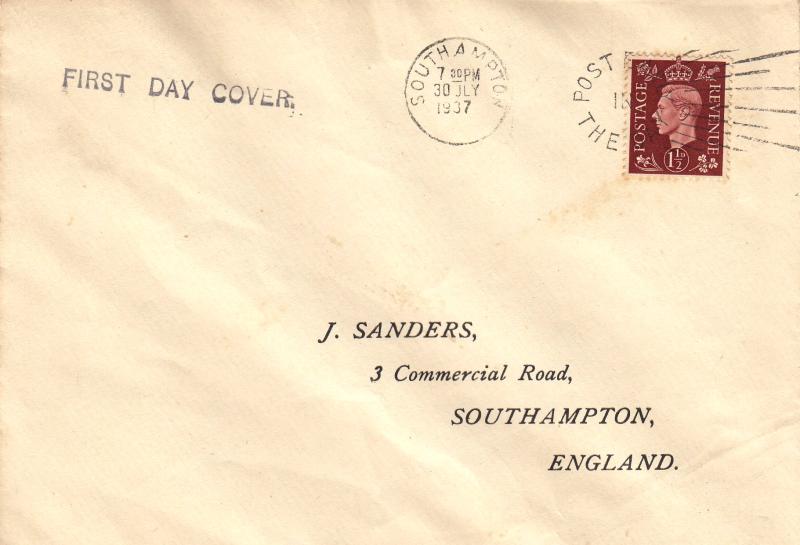 FIRST DAY COVER.
SOUTHAMPTON
7 30 PM
30 JLY
1937
POST
THE
POSTAGE REVENUE
1½D
J. SANDERS,
3 Commercial Road,
SOUTHAMPTON,
ENGLAND.